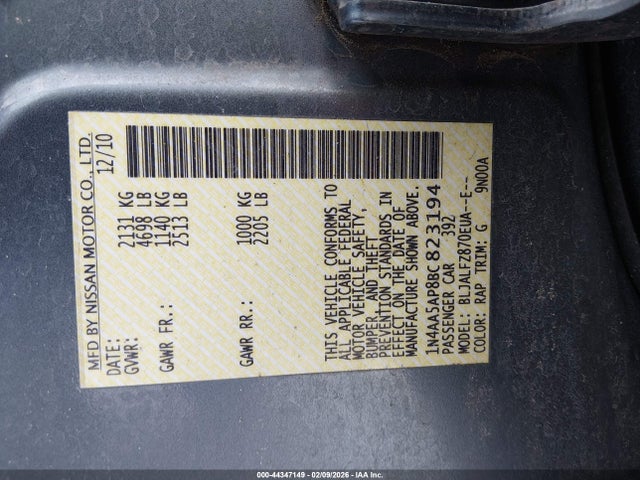 MFD BY NISSAN MOTOR CO., LTD.
DATE: 12/10
GVWR: 2131 KG
4698 LB
GAWR FR.: 1140 KG
2513 LB
GAWR RR.: 1000 KG
2205 LB
THIS VEHICLE CONFORMS TO
ALL APPLICABLE FEDERAL
MOTOR VEHICLE SAFETY,
BUMPER, AND THEFT
PREVENTION STANDARDS IN
EFFECT ON THE DATE OF
MANUFACTURE SHOWN ABOVE.
1N4AA5AP8BC823194
PASSENGER CAR 392
MODEL: BLJALFZ870EUA--E--
COLOR: RAP TRIM: G 9N00A
000-44347149 - 02/09/2026 - IAA Inc.